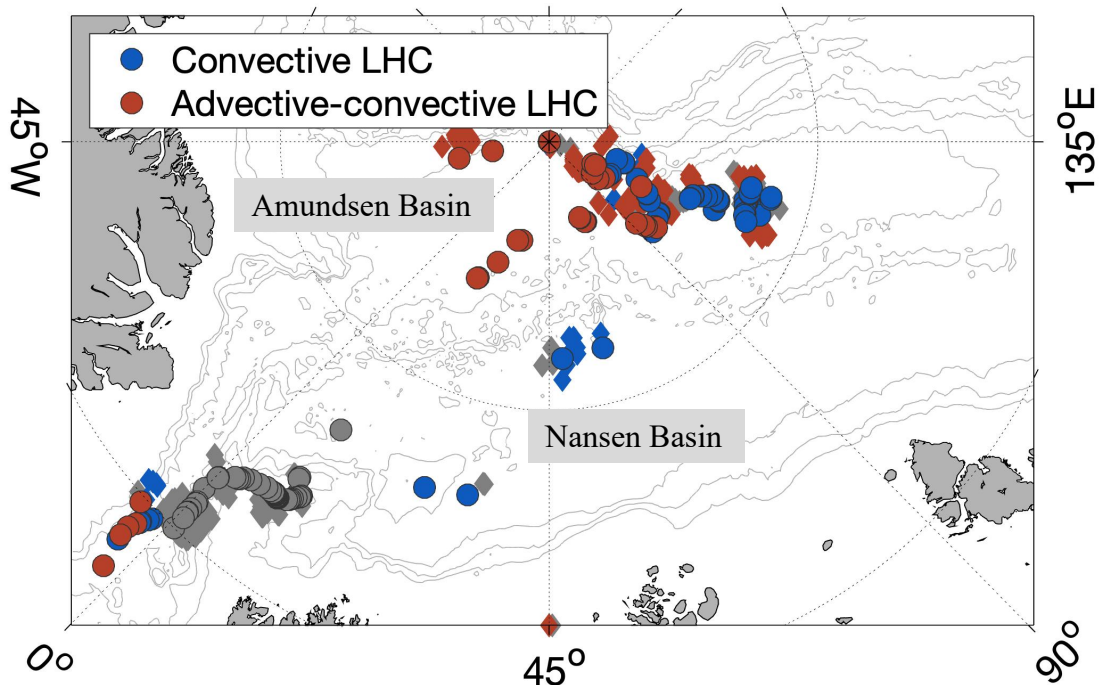 Convective LHC
Advective-convective LHC
45°W
135°E
Amundsen Basin
Nansen Basin
0°
45°
90°